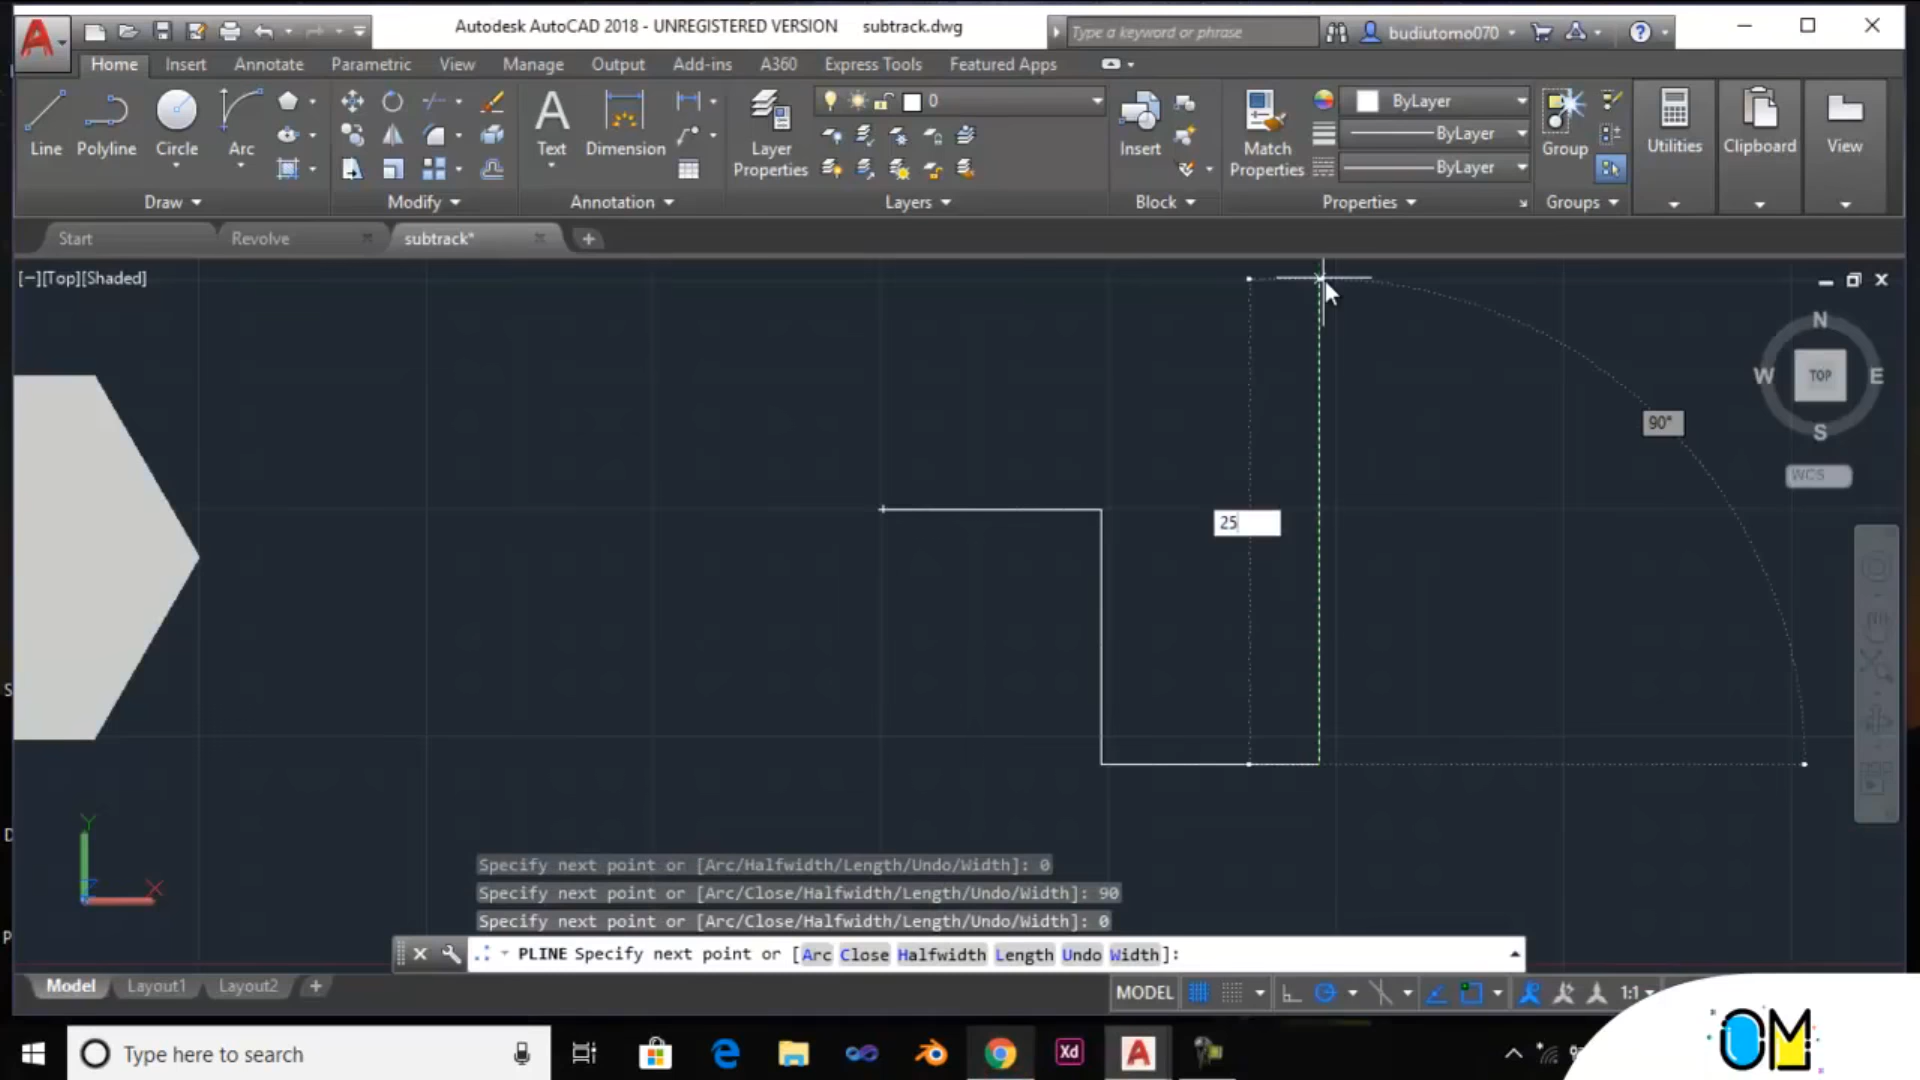 Autodesk AutoCAD 2018 - UNREGISTERED VERSION subtrack.dwg
Type a keyword or phrase
budiutomo070
Home Insert Annotate Parametric View Manage Output Add-ins A360 Express Tools Featured Apps
Line Polyline Circle Arc
Text Dimension
Layer Properties
0
Insert
Match Properties
ByLayer
ByLayer
ByLayer
Group
Utilities
Clipboard
View
Draw Modify Annotation Layers Block Properties Groups
Start Revolve subtrack*
[−][Top][Shaded]
N
W TOP E
S
WCS
90°
25
Y
X
Specify next point or [Arc/Halfwidth/Length/Undo/Width]: 0
Specify next point or [Arc/Close/Halfwidth/Length/Undo/Width]: 90
Specify next point or [Arc/Close/Halfwidth/Length/Undo/Width]: 0
PLINE Specify next point or [Arc Close Halfwidth Length Undo Width]:
Model Layout1 Layout2
MODEL
1:1
Type here to search
Xd
OM